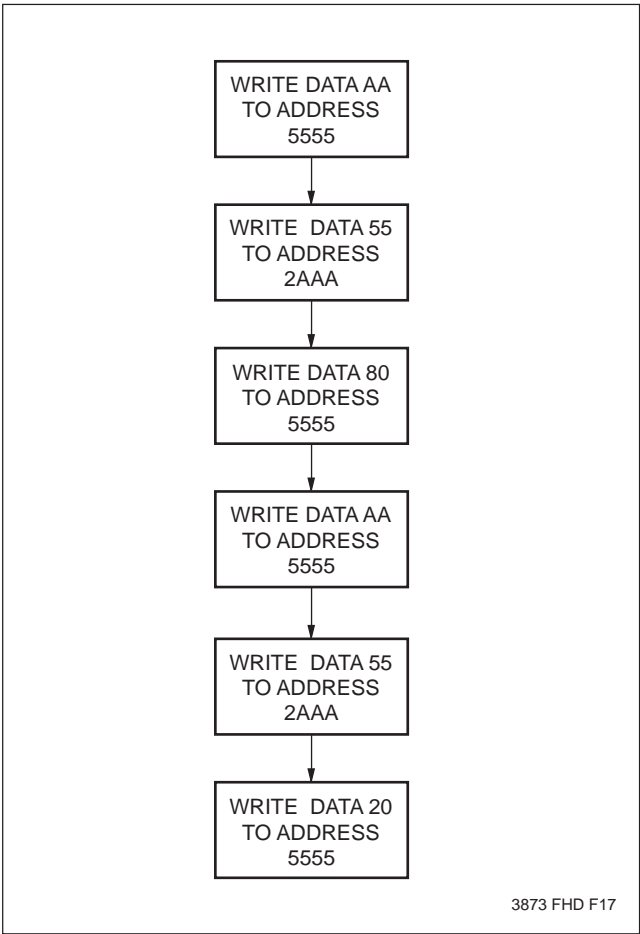 WRITE DATA AA
TO ADDRESS
5555
WRITE DATA 55
TO ADDRESS
2AAA
WRITE DATA 80
TO ADDRESS
5555
WRITE DATA AA
TO ADDRESS
5555
WRITE DATA 55
TO ADDRESS
2AAA
WRITE DATA 20
TO ADDRESS
5555
3873 FHD F17